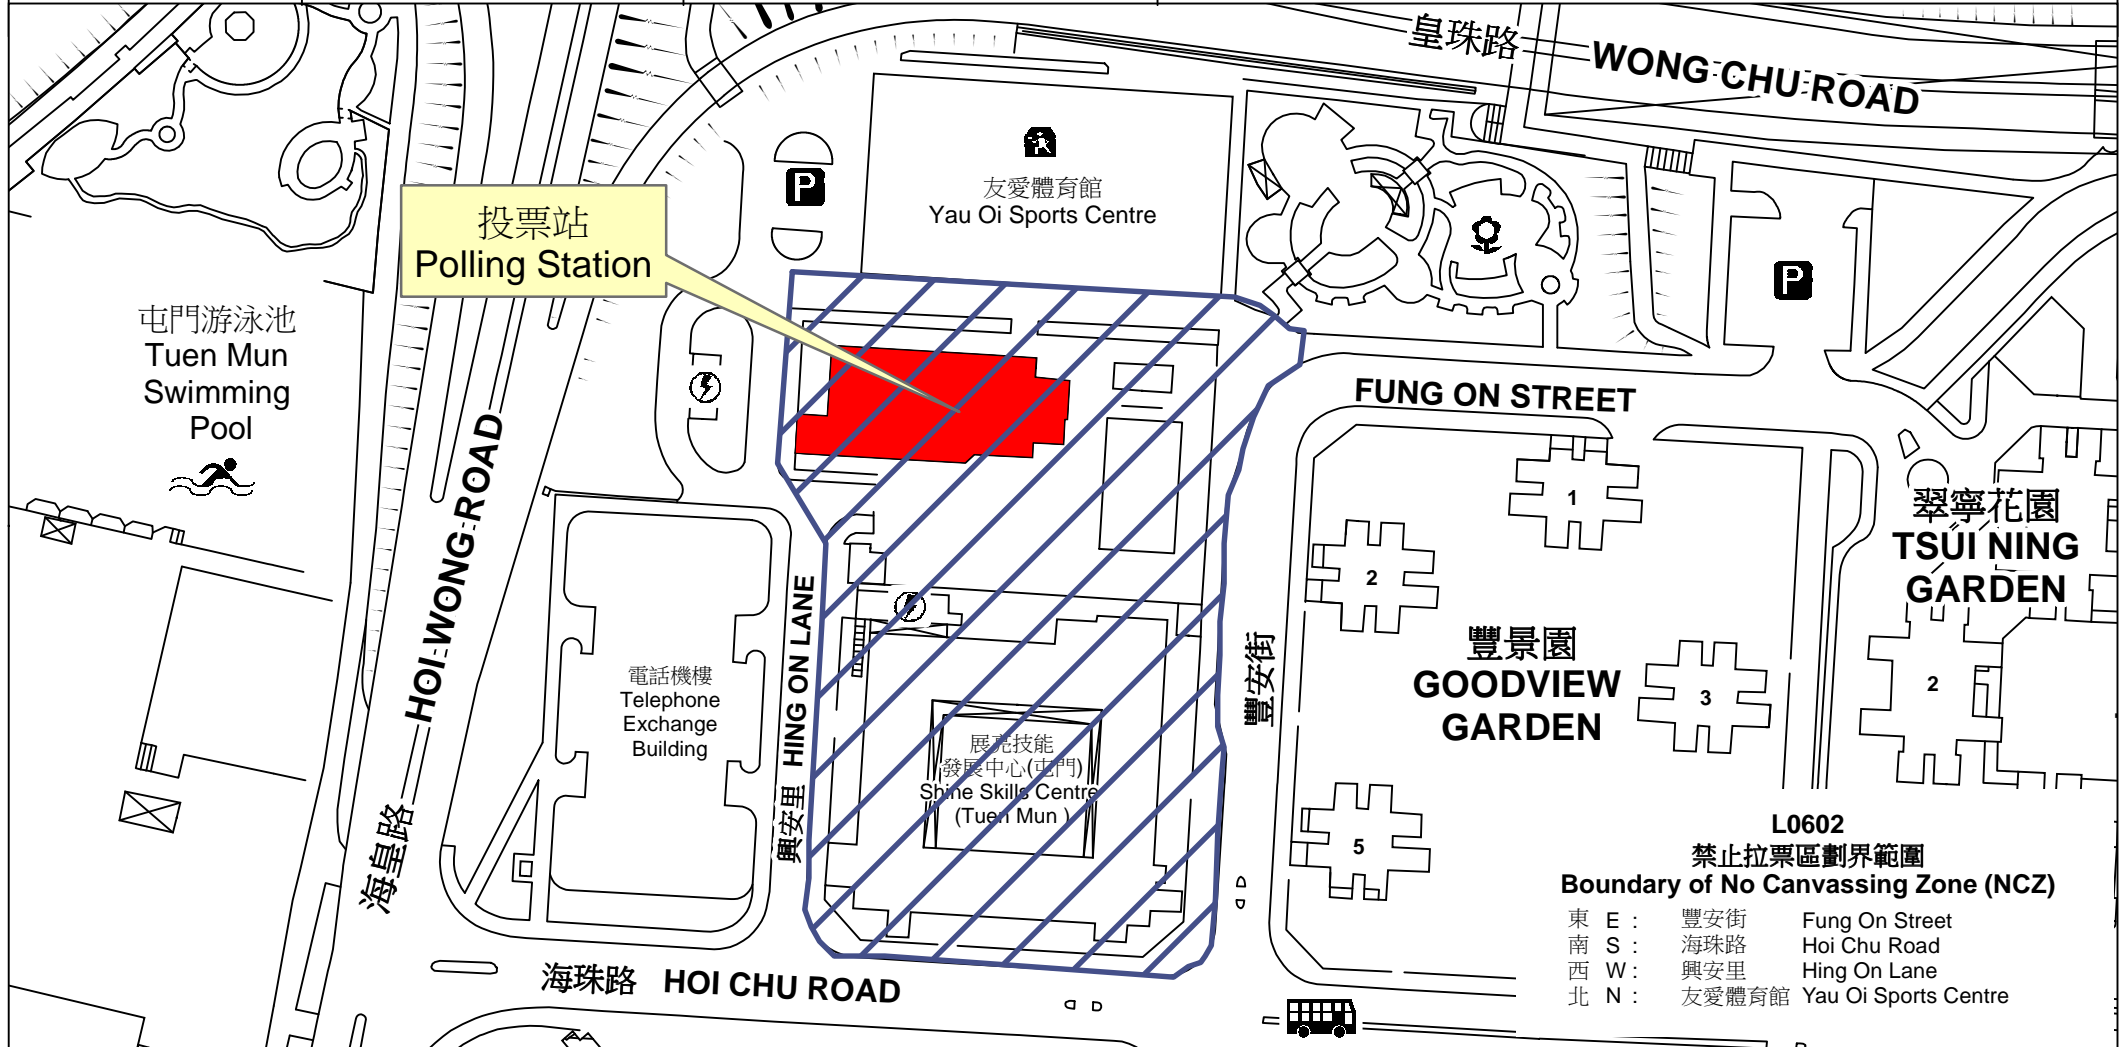 皇珠路 WONG CHU ROAD
P
友愛體育館
Yau Oi Sports Centre
投票站
Polling Station
P
屯門游泳池
Tuen Mun
Swimming
Pool
FUNG ON STREET
HOI WONG ROAD
海皇路
1
2
翠寧花園
TSUI NING
GARDEN
豐景園
GOODVIEW
GARDEN
3
2
5
豐安街
電話機樓
Telephone
Exchange
Building
興安里 HING ON LANE
展亮技能
發展中心(屯門)
Shine Skills Centre
(Tuen Mun )
海珠路 HOI CHU ROAD
L0602
禁止拉票區劃界範圍
Boundary of No Canvassing Zone (NCZ)
東 E : 豐安街 Fung On Street
南 S : 海珠路 Hoi Chu Road
西 W : 興安里 Hing On Lane
北 N : 友愛體育館 Yau Oi Sports Centre